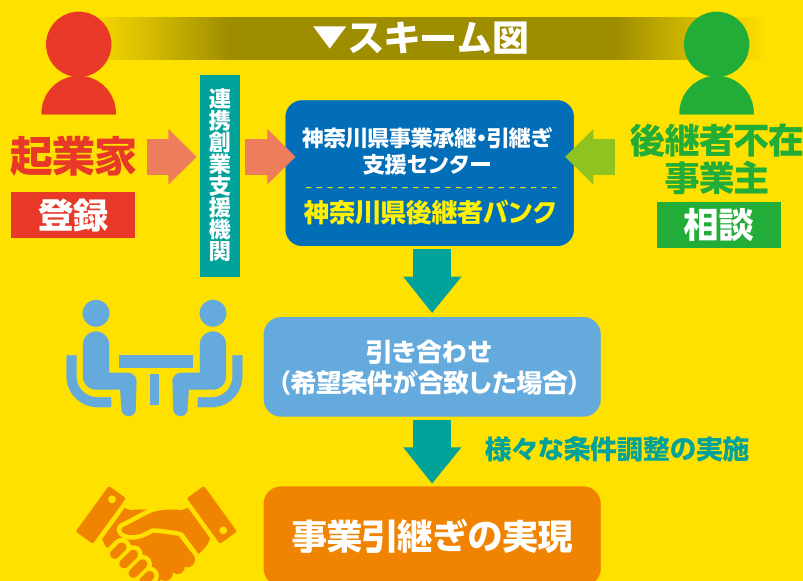 ▼スキーム図
起業家
登録
連携創業支援機関
神奈川県事業承継・引継ぎ
支援センター
神奈川県後継者バンク
後継者不在
事業主
相談
引き合わせ
（希望条件が合致した場合）
様々な条件調整の実施
事業引継ぎの実現